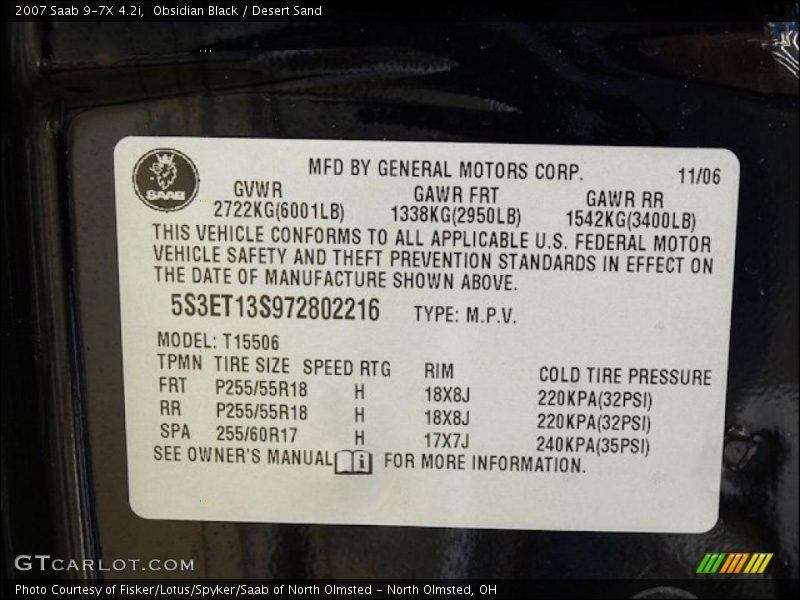 2007 Saab 9-7X 4.2i,  Obsidian Black / Desert Sand
MFD BY GENERAL MOTORS CORP. 11/06
SAAB
GVWR GAWR FRT GAWR RR
2722KG(6001LB) 1338KG(2950LB) 1542KG(3400LB)
THIS VEHICLE CONFORMS TO ALL APPLICABLE U.S. FEDERAL MOTOR
VEHICLE SAFETY AND THEFT PREVENTION STANDARDS IN EFFECT ON
THE DATE OF MANUFACTURE SHOWN ABOVE.
5S3ET13S972802216 TYPE: M.P.V.
MODEL: T15506
TPMN TIRE SIZE SPEED RTG RIM COLD TIRE PRESSURE
FRT P255/55R18 H 18X8J 220KPA(32PSI)
RR P255/55R18 H 18X8J 220KPA(32PSI)
SPA 255/60R17 H 17X7J 240KPA(35PSI)
SEE OWNER'S MANUAL i FOR MORE INFORMATION.
GTCARLOT.COM
Photo Courtesy of Fisker/Lotus/Spyker/Saab of North Olmsted - North Olmsted, OH